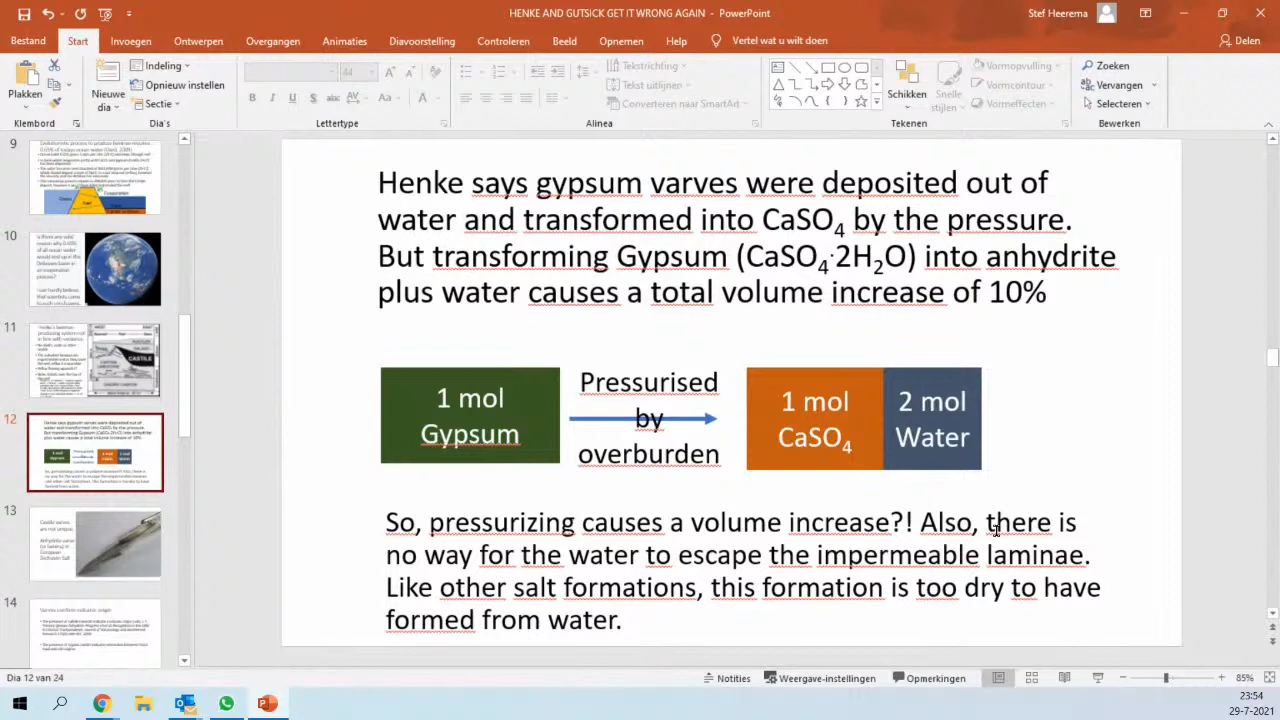 HENKE AND GUTSICK GET IT WRONG AGAIN - PowerPoint
Stef Heerema
Bestand Start Invoegen Ontwerpen Overgangen Animaties Diavoorstelling Controleren Beeld Opnemen Help Vertel wat u wilt doen Delen
Plakken
Klembord
Nieuwe dia
Indeling
Opnieuw instellen
Sectie
Dia's
44
Lettertype
Tekstrichting
Tekst uitlijnen
Converteren naar SmartArt
Alinea
Schikken
Snelle stijlen
Vormopvulling
Vormcontour
Vormeffecten
Tekenen
Zoeken
Vervangen
Selecteren
Bewerken
9
10
11
12
13
Henke says gypsum varves were deposited out of
water and transformed into CaSO4 by the pressure.
But transforming Gypsum (CaSO4·2H2O) into anhydrite
plus water causes a total volume increase of 10%
1 mol
Gypsum
Pressurised
by
overburden
1 mol
CaSO4
2 mol
Water
So, pressurizing causes a volume increase?! Also, there is
no way for the water to escape the impermeable laminae.
Like other salt formations, this formation is too dry to have
formed from water.
Dia 12 van 24
Notities
Weergave-instellingen
Opmerkingen
85%
23:54
29-7-2021